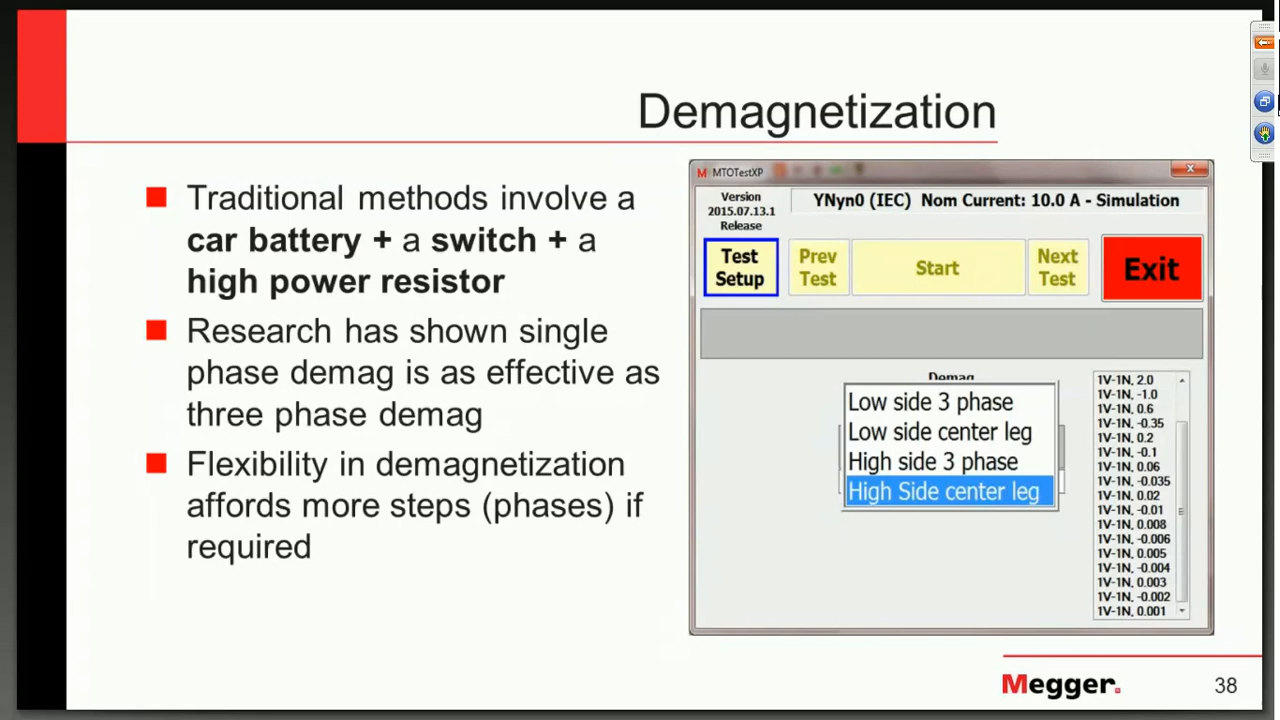 Demagnetization
Traditional methods involve a
car battery + a switch + a
high power resistor
Research has shown single
phase demag is as effective as
three phase demag
Flexibility in demagnetization
affords more steps (phases) if
required
MTOTestXP
Version
2015.07.13.1
Release
YNyn0 (IEC) Nom Current: 10.0 A - Simulation
Test
Setup
Prev
Test
Start
Next
Test
Exit
Demag
Low side 3 phase
Low side center leg
High side 3 phase
High Side center leg
1V-1N, 2.0
1V-1N, -1.0
1V-1N, 0.6
1V-1N, -0.35
1V-1N, 0.2
1V-1N, -0.1
1V-1N, 0.06
1V-1N, -0.035
1V-1N, 0.02
1V-1N, -0.01
1V-1N, 0.008
1V-1N, -0.006
1V-1N, 0.005
1V-1N, -0.004
1V-1N, 0.003
1V-1N, -0.002
1V-1N, 0.001
Megger.
38